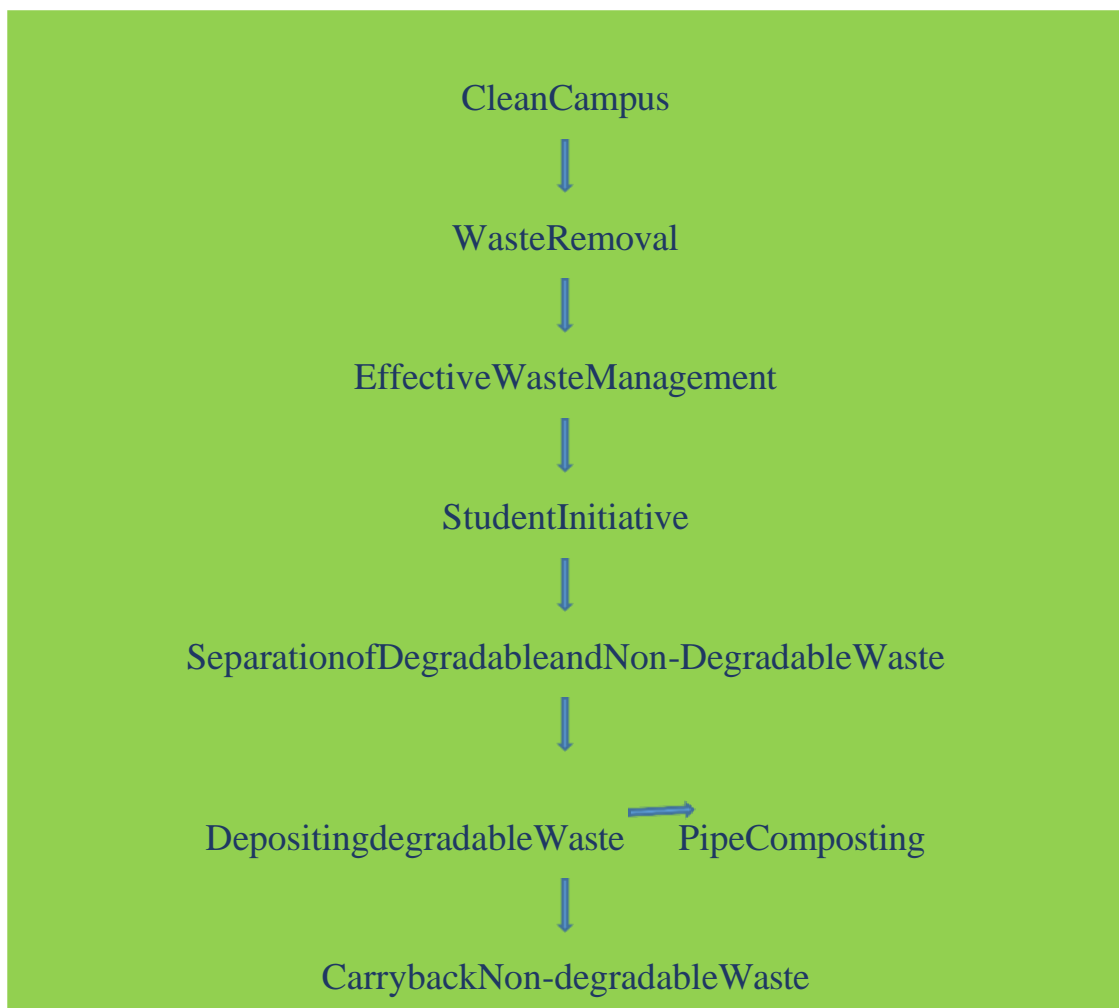 CleanCampus
WasteRemoval
EffectiveWasteManagement
StudentInitiative
SeparationofDegradableandNon-DegradableWaste
DepositingdegradableWaste PipeComposting
CarrybackNon-degradableWaste